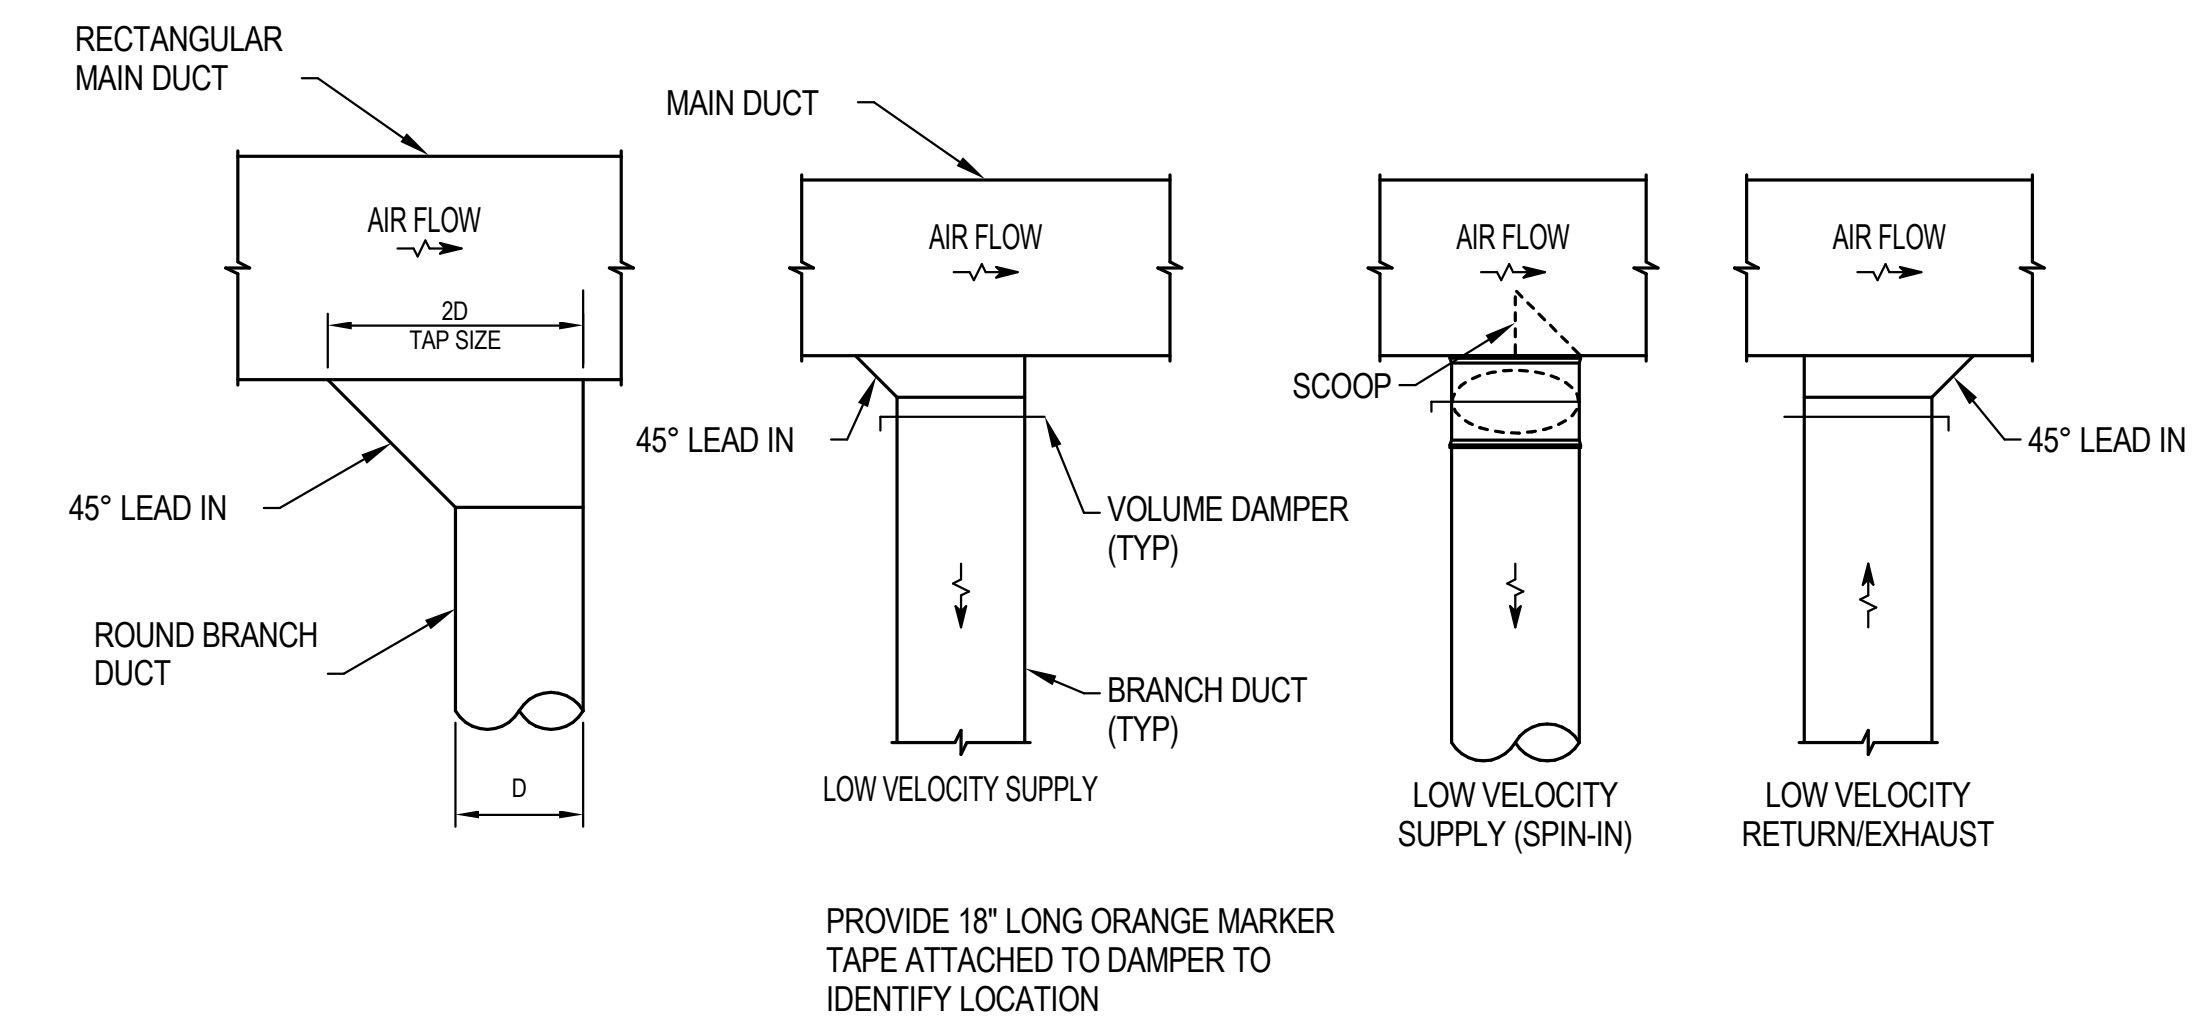 RECTANGULAR
MAIN DUCT
AIR FLOW
2D
TAP SIZE
45° LEAD IN
ROUND BRANCH
DUCT
D
MAIN DUCT
AIR FLOW
45° LEAD IN
VOLUME DAMPER
(TYP)
BRANCH DUCT
(TYP)
LOW VELOCITY SUPPLY
AIR FLOW
SCOOP
LOW VELOCITY
SUPPLY (SPIN-IN)
AIR FLOW
45° LEAD IN
LOW VELOCITY
RETURN/EXHAUST
PROVIDE 18" LONG ORANGE MARKER
TAPE ATTACHED TO DAMPER TO
IDENTIFY LOCATION